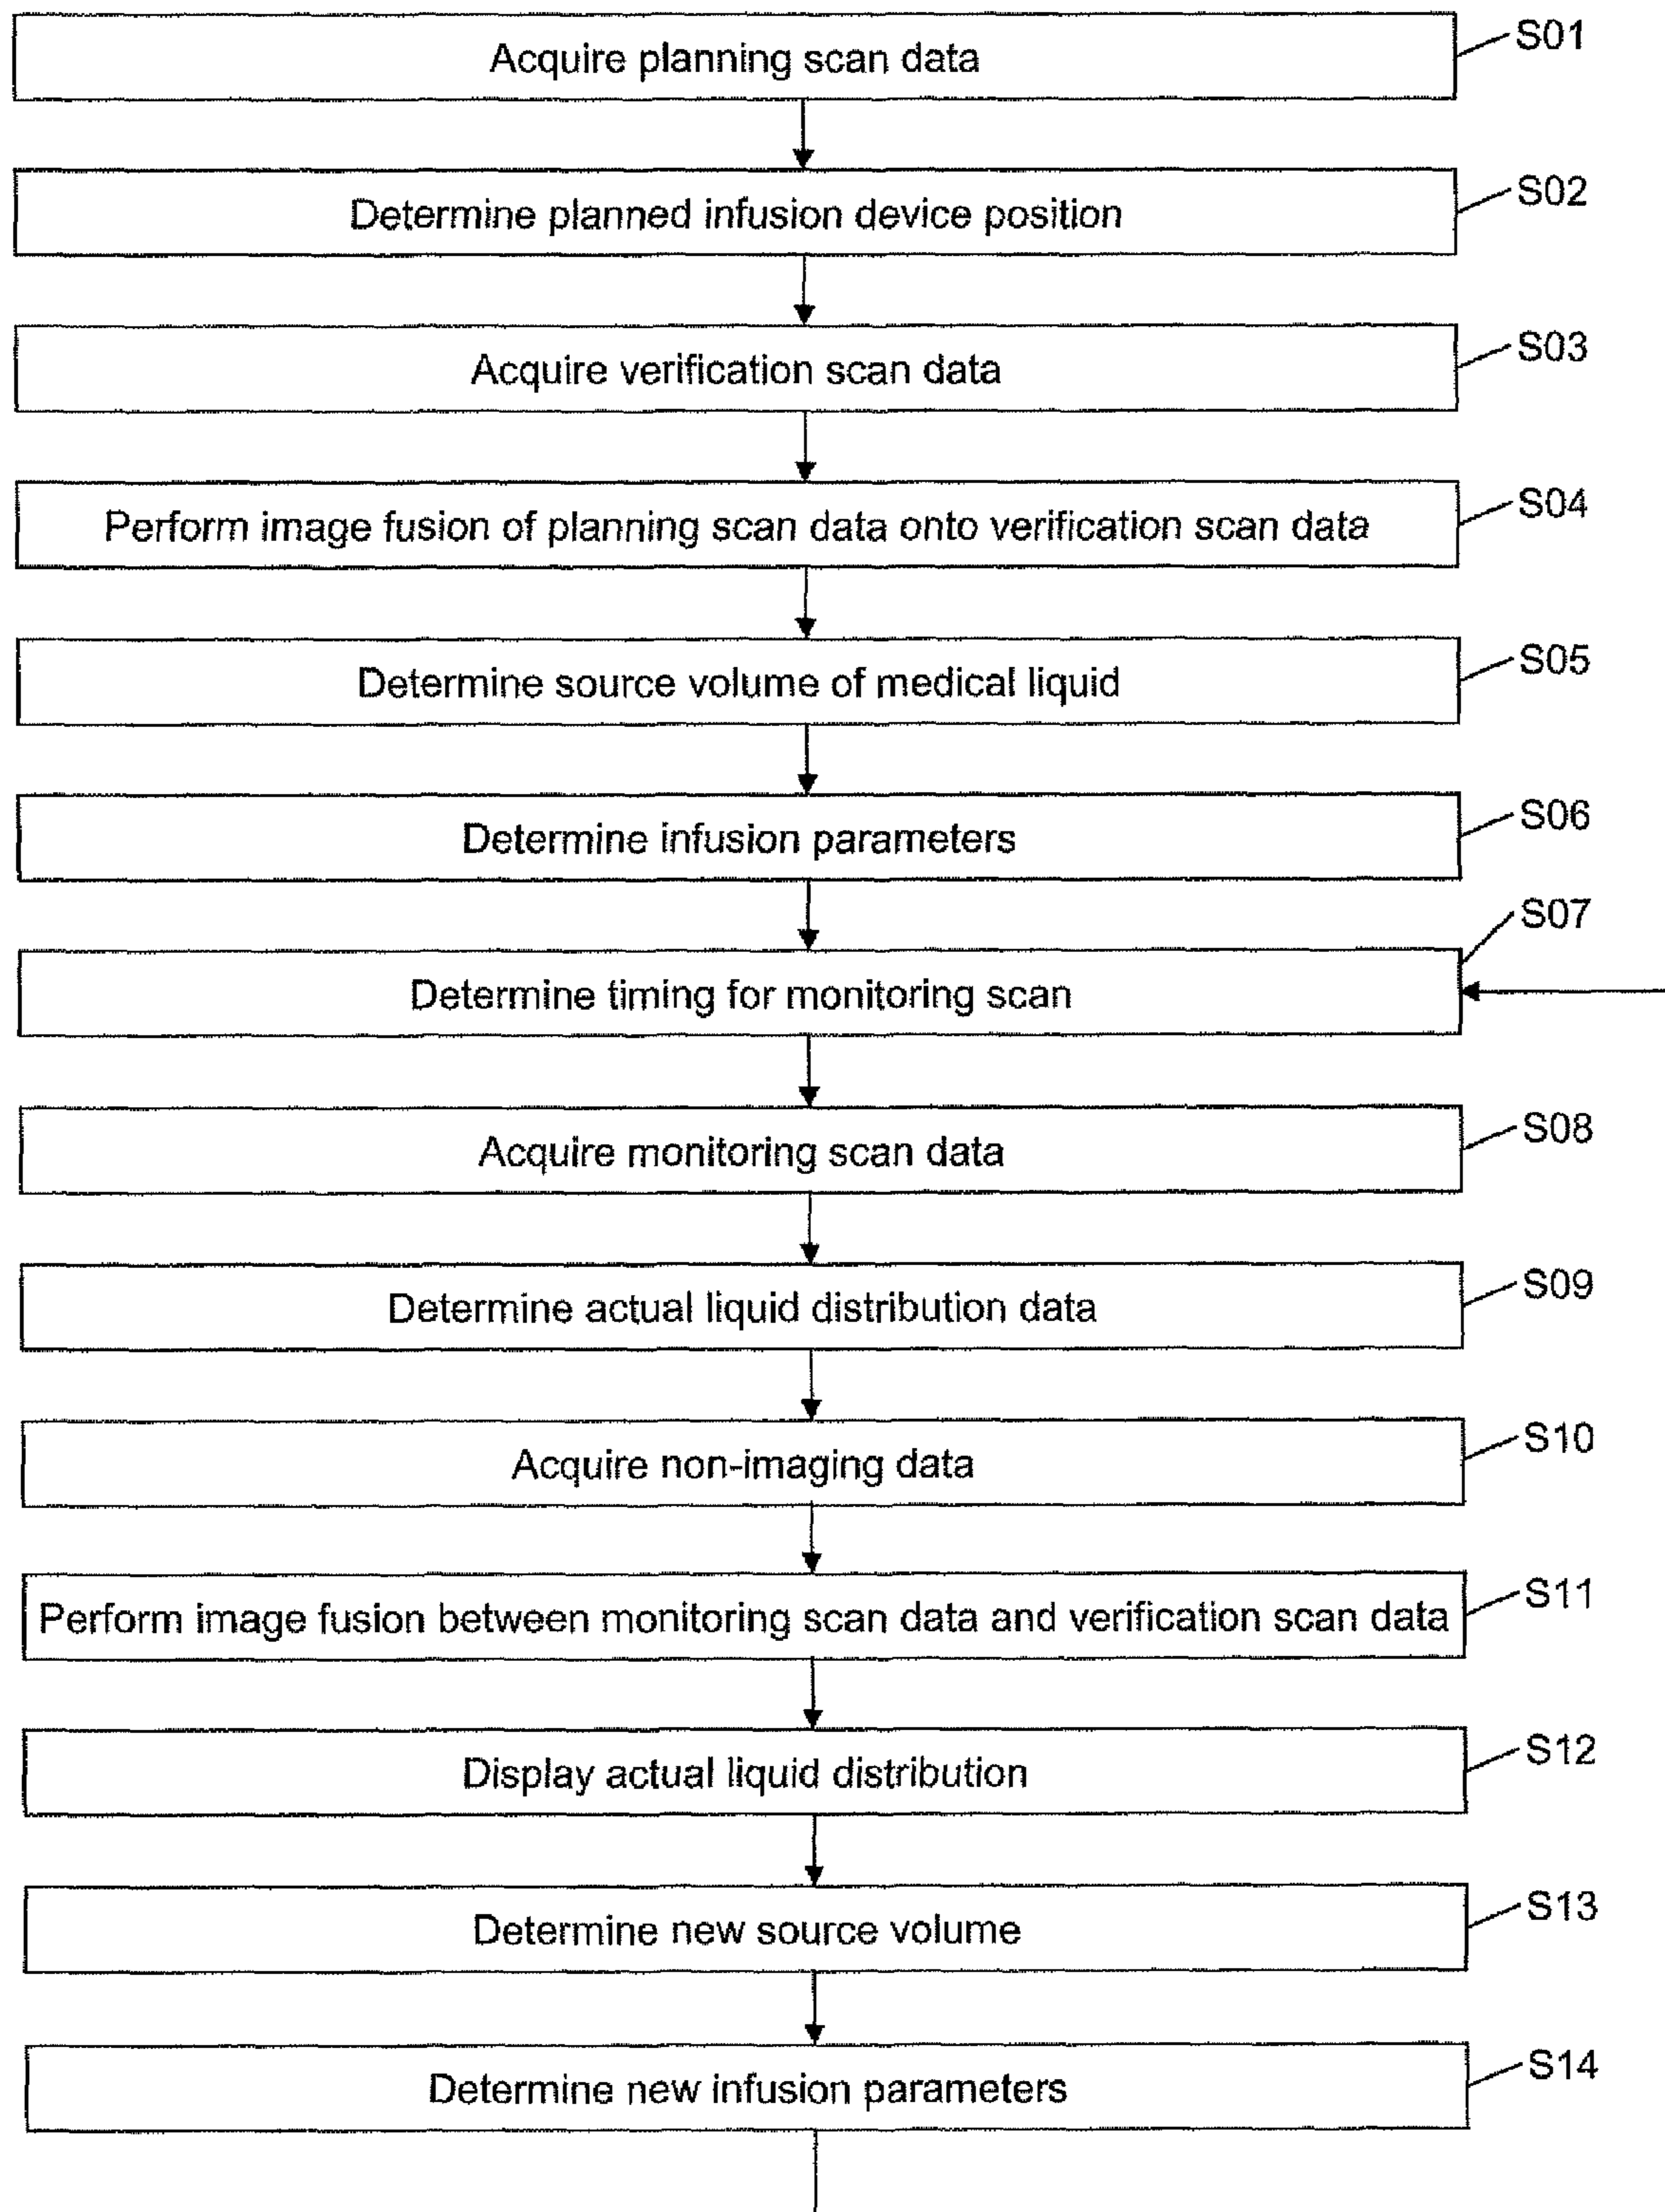 Acquire planning scan data
S01
Determine planned infusion device position
S02
Acquire verification scan data
S03
Perform image fusion of planning scan data onto verification scan data
S04
Determine source volume of medical liquid
S05
Determine infusion parameters
S06
Determine timing for monitoring scan
S07
Acquire monitoring scan data
S08
Determine actual liquid distribution data
S09
Acquire non-imaging data
S10
Perform image fusion between monitoring scan data and verification scan data
S11
Display actual liquid distribution
S12
Determine new source volume
S13
Determine new infusion parameters
S14